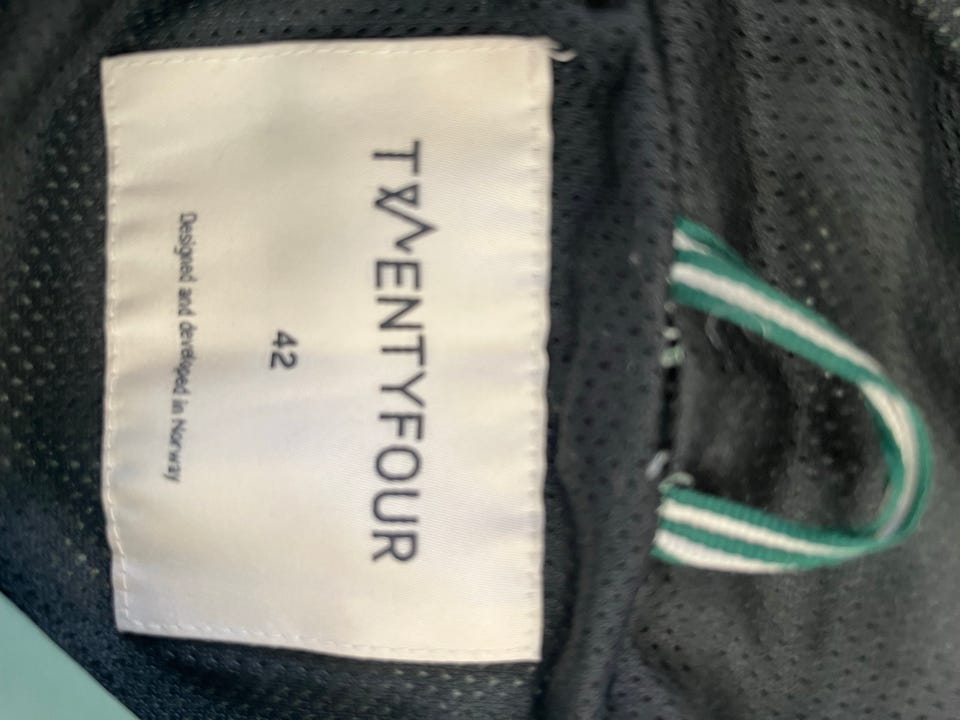 TWENTYFOUR
42
Designed and developed in Norway